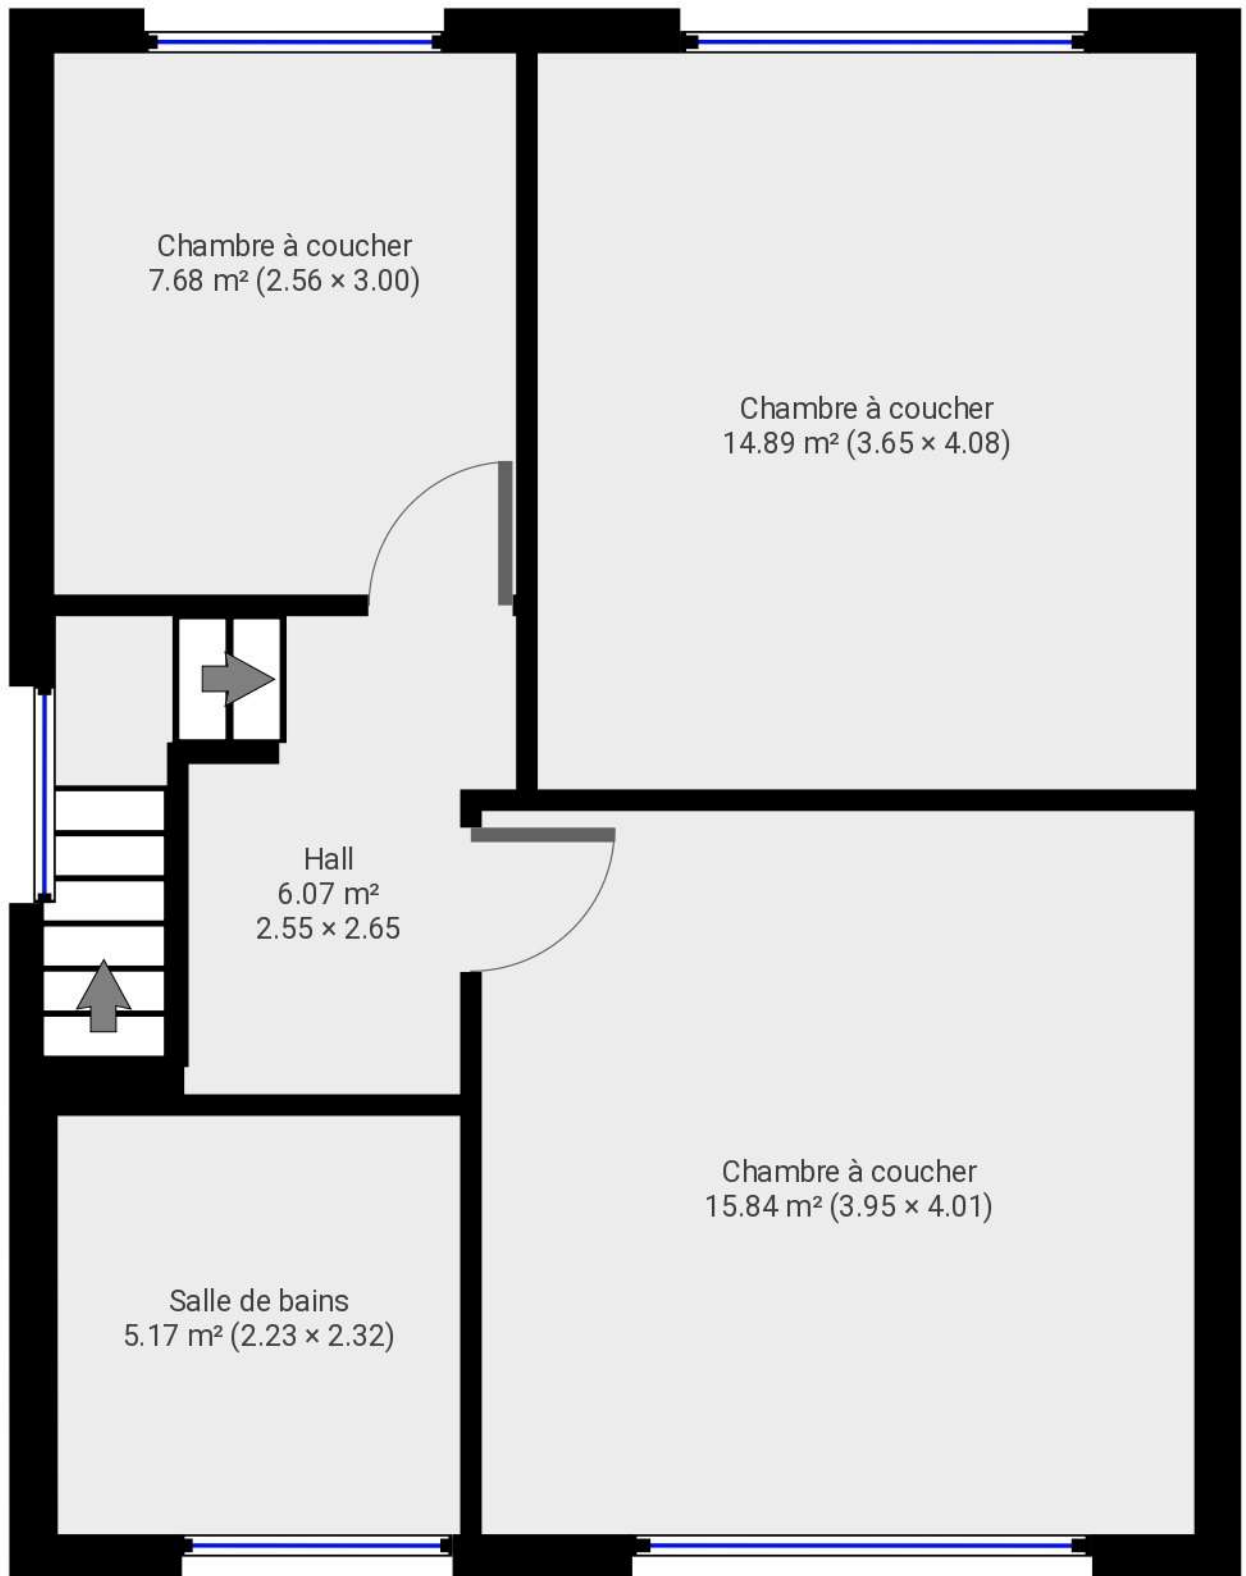 Chambre à coucher
7.68 m² (2.56 × 3.00)
Chambre à coucher
14.89 m² (3.65 × 4.08)
Hall
6.07 m²
2.55 × 2.65
Chambre à coucher
15.84 m² (3.95 × 4.01)
Salle de bains
5.17 m² (2.23 × 2.32)